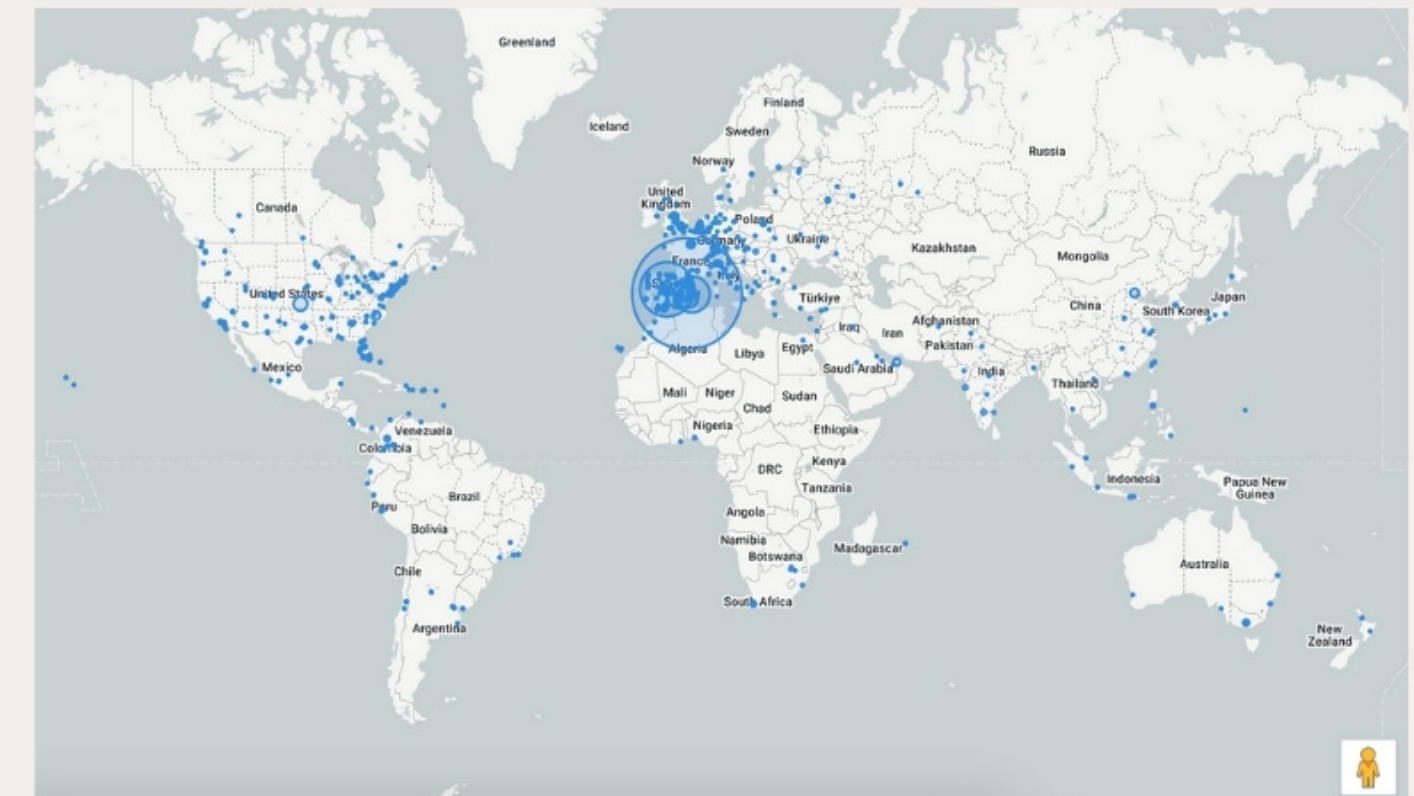 Greenland
Finland
Iceland
Sweden
Russia
Norway
United
Kingdom
Canada
Poland
Germany
Ukraine
Kazakhstan
Mongolia
France
Italy
United States
Türkiye
China
Japan
South Korea
Afghanistan
Iraq
Iran
Pakistan
Algeria
Libya
Egypt
Mexico
Saudi Arabia
India
Thailand
Mali
Niger
Sudan
Chad
Nigeria
Ethiopia
Venezuela
Colombia
Kenya
DRC
Indonesia
Papua New
Guinea
Tanzania
Brazil
Peru
Angola
Bolivia
Namibia
Madagascar
Botswana
Australia
Chile
South Africa
Argentina
New
Zealand